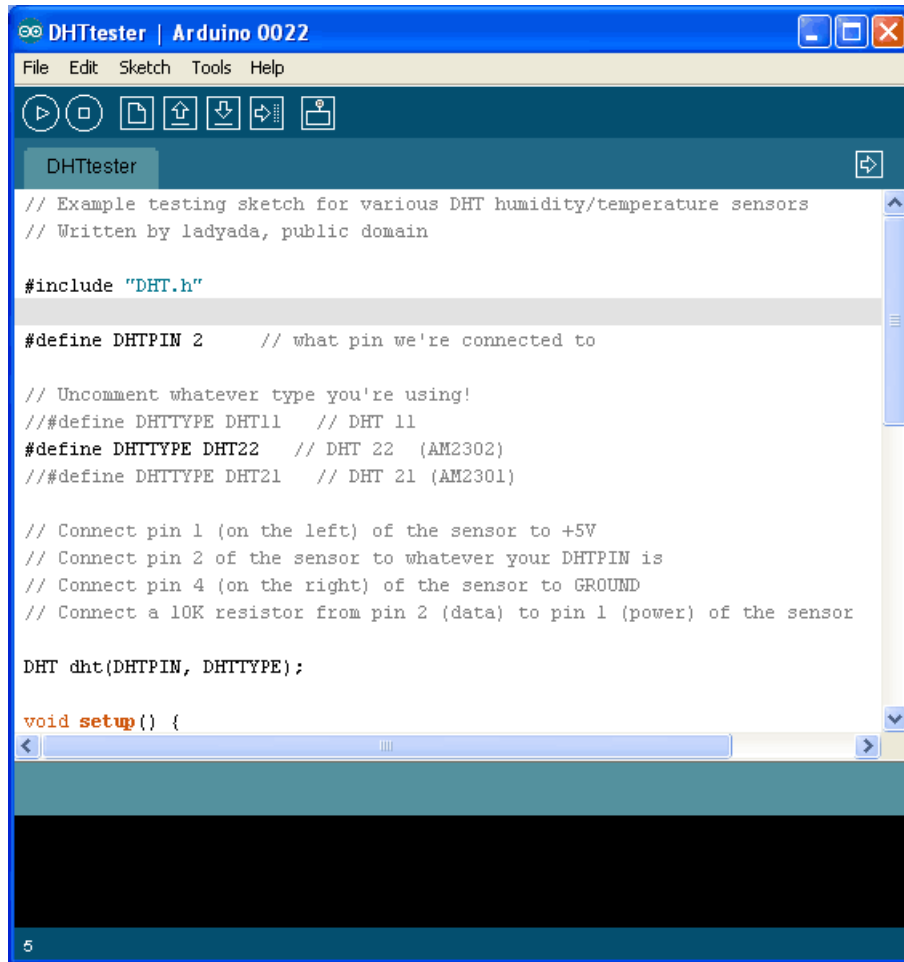 DHTtester | Arduino 0022
File Edit Sketch Tools Help
DHTtester
// Example testing sketch for various DHT humidity/temperature sensors
// Written by ladyada, public domain
#include "DHT.h"
#define DHTPIN 2     // what pin we're connected to
// Uncomment whatever type you're using!
//#define DHTTYPE DHT11   // DHT 11
#define DHTTYPE DHT22   // DHT 22  (AM2302)
//#define DHTTYPE DHT21   // DHT 21 (AM2301)
// Connect pin 1 (on the left) of the sensor to +5V
// Connect pin 2 of the sensor to whatever your DHTPIN is
// Connect pin 4 (on the right) of the sensor to GROUND
// Connect a 10K resistor from pin 2 (data) to pin 1 (power) of the sensor
DHT dht(DHTPIN, DHTTYPE);
void setup() {
5